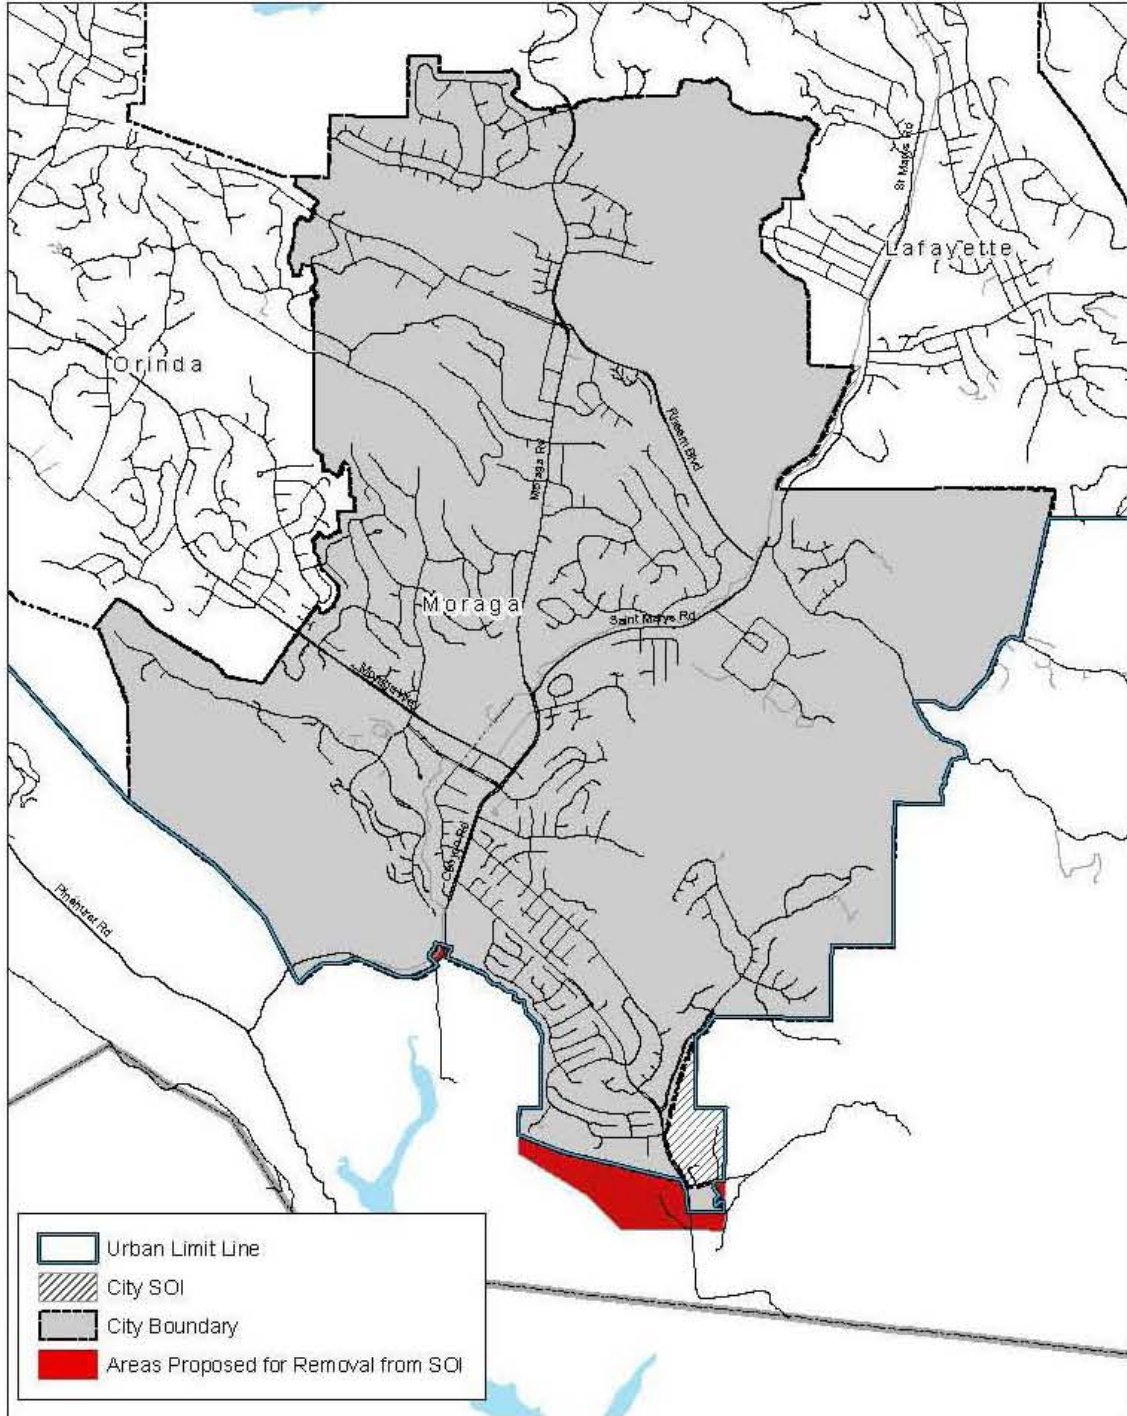 St Marys Rd
Lafayette
Orinda
Rheem Blvd
Moraga Rd
Moraga
Saint Marys Rd
Moraga Way
Canyon Rd
Pinehurst Rd
Urban Limit Line
City SOI
City Boundary
Areas Proposed for Removal from SOI